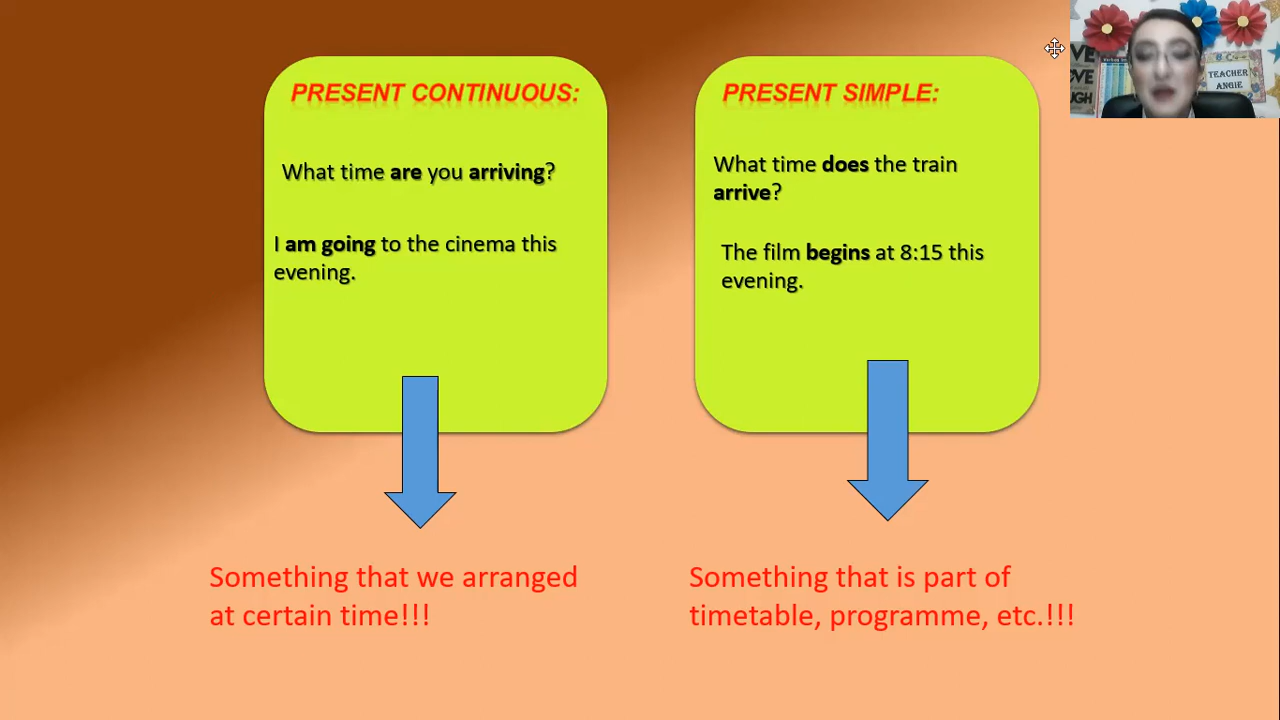 PRESENT CONTINUOUS:
What time are you arriving?
I am going to the cinema this
evening.
Something that we arranged
at certain time!!!
PRESENT SIMPLE:
What time does the train
arrive?
The film begins at 8:15 this
evening.
Something that is part of
timetable, programme, etc.!!!
TEACHER
ANGIE